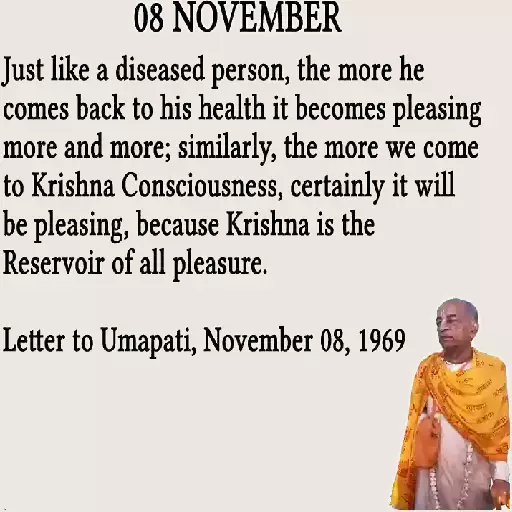 08 NOVEMBER
Just like a diseased person, the more he
comes back to his health it becomes pleasing
more and more; similarly, the more we come
to Krishna Consciousness, certainly it will
be pleasing, because Krishna is the
Reservoir of all pleasure.
Letter to Umapati, November 08, 1969